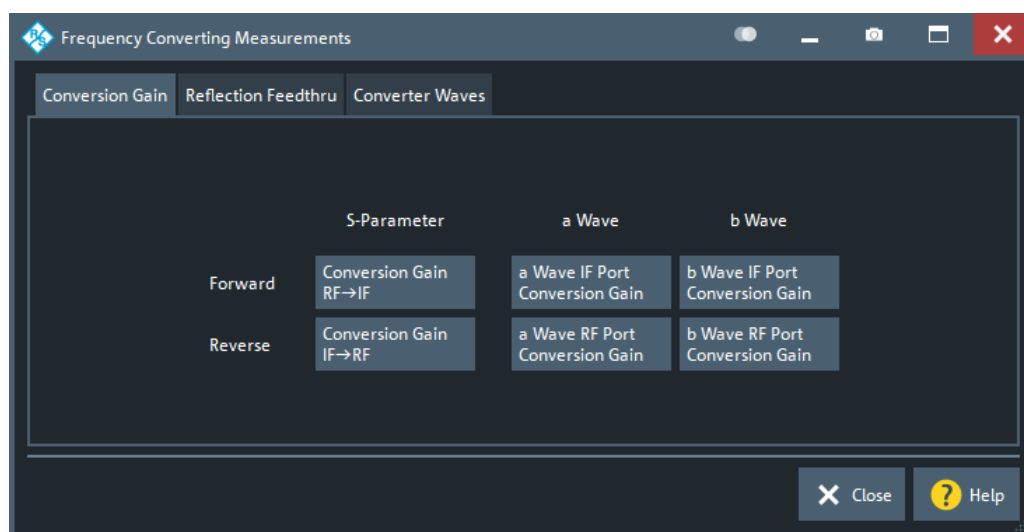 R&S Frequency Converting Measurements
Conversion Gain Reflection Feedthru Converter Waves
S-Parameter a Wave b Wave
Forward
Conversion Gain
RF→IF
a Wave IF Port
Conversion Gain
b Wave IF Port
Conversion Gain
Reverse
Conversion Gain
IF→RF
a Wave RF Port
Conversion Gain
b Wave RF Port
Conversion Gain
Close ? Help